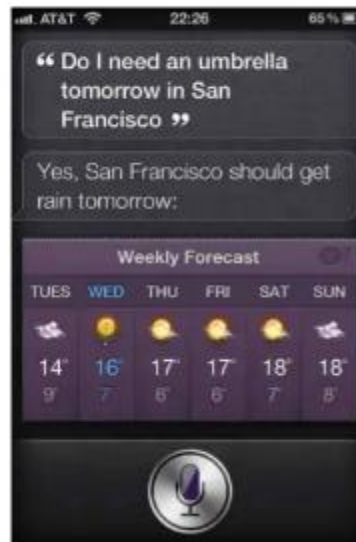 AT&T 22:26 65%
“ Do I need an umbrella
tomorrow in San
Francisco ”
Yes, San Francisco should get
rain tomorrow:
Weekly Forecast
TUES WED THU FRI SAT SUN
14° 16° 17° 17° 18° 18°
9° 7° 6° 6° 7° 8°